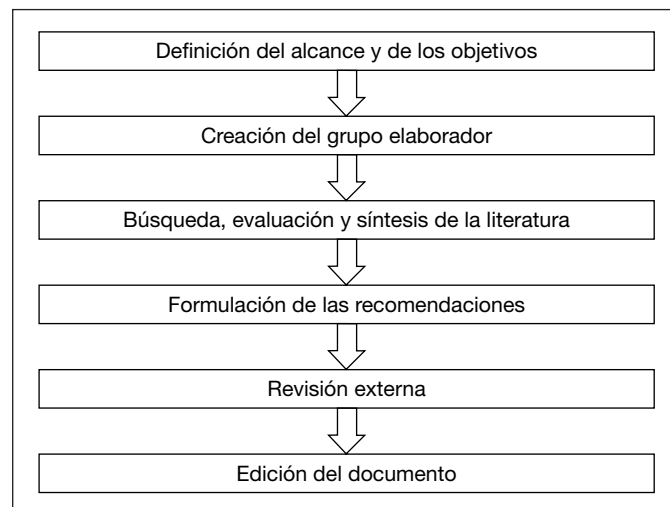 Definición del alcance y de los objetivos
Creación del grupo elaborador
Búsqueda, evaluación y síntesis de la literatura
Formulación de las recomendaciones
Revisión externa
Edición del documento